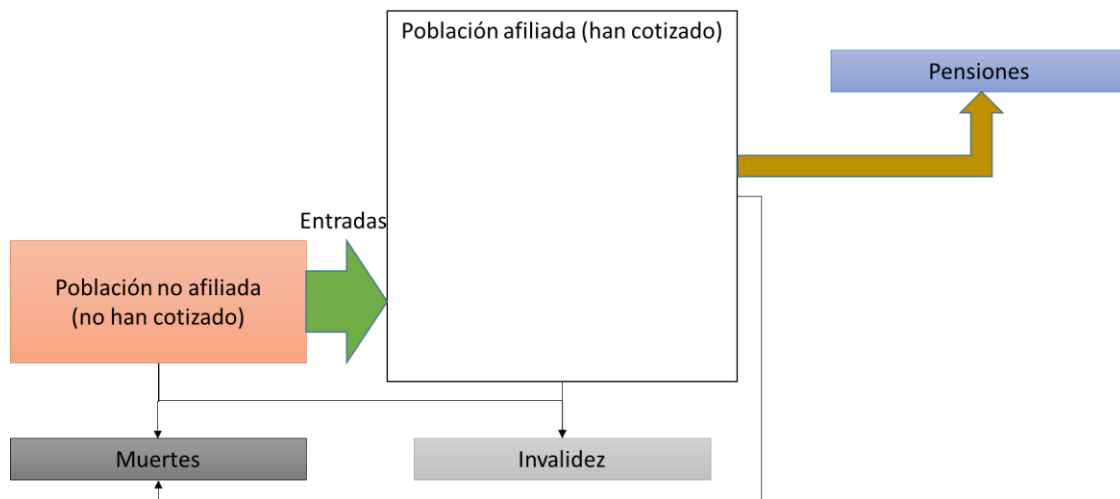 Población afiliada (han cotizado)
Pensiones
Entradas
Población no afiliada
(no han cotizado)
Muertes
Invalidez